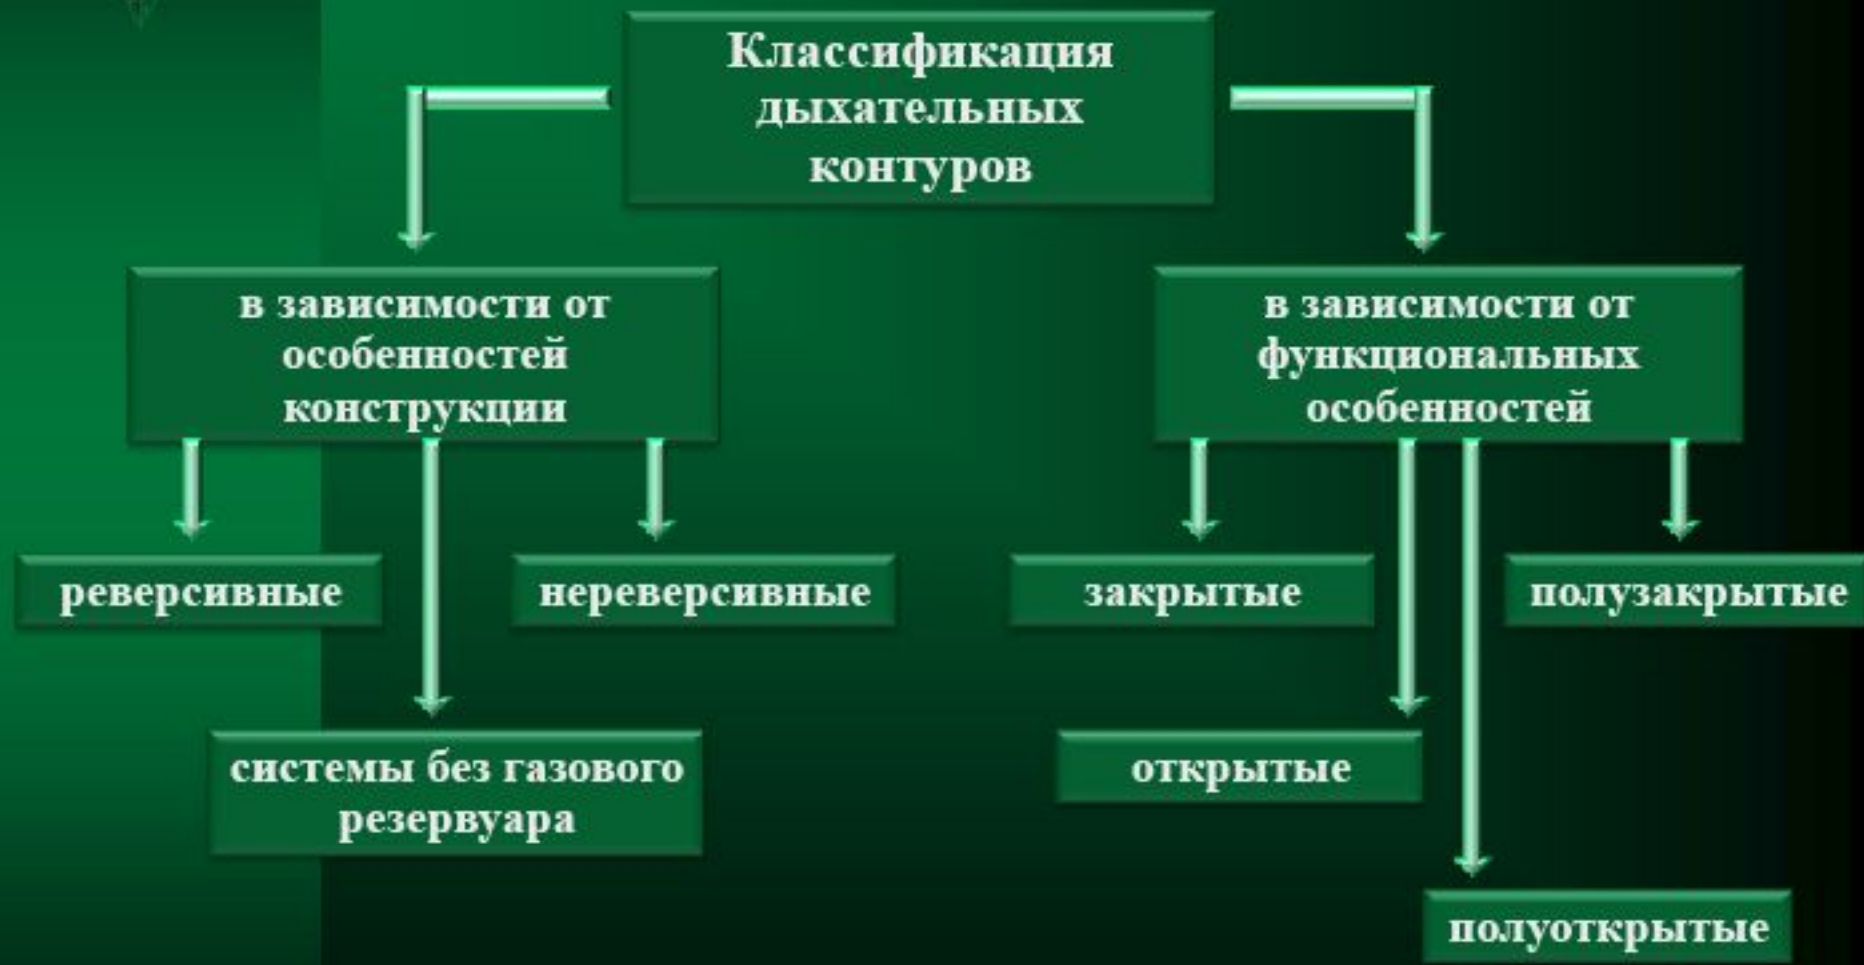 Классификация
дыхательных
контуров
в зависимости от
особенностей
конструкции
в зависимости от
функциональных
особенностей
реверсивные
нереверсивные
закрытые
полузакрытые
системы без газового
резервуара
открытые
полуоткрытые